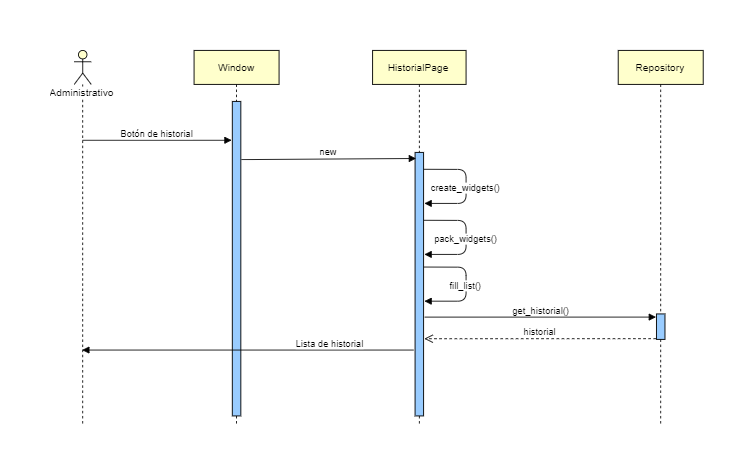 Window
HistorialPage
Repository
Administrativo
Botón de historial
new
create_widgets()
pack_widgets()
fill_list()
get_historial()
historial
Lista de historial